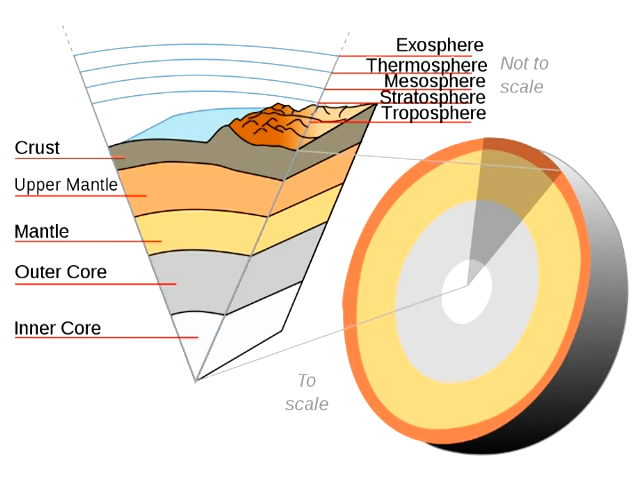 Exosphere
Thermosphere
Mesosphere
Stratosphere
Troposphere
Not to
scale
Crust
Upper Mantle
Mantle
Outer Core
Inner Core
To
scale